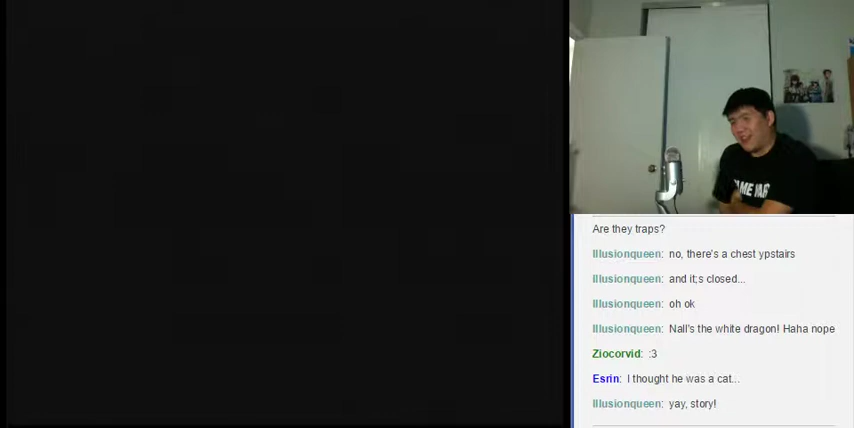 Are they traps?
Illusionqueen: no, there's a chest ypstairs
Illusionqueen: and it;s closed...
Illusionqueen: oh ok
Illusionqueen: Nall's the white dragon! Haha nope
Ziocorvid: :3
Esrin: I thought he was a cat...
Illusionqueen: yay, story!